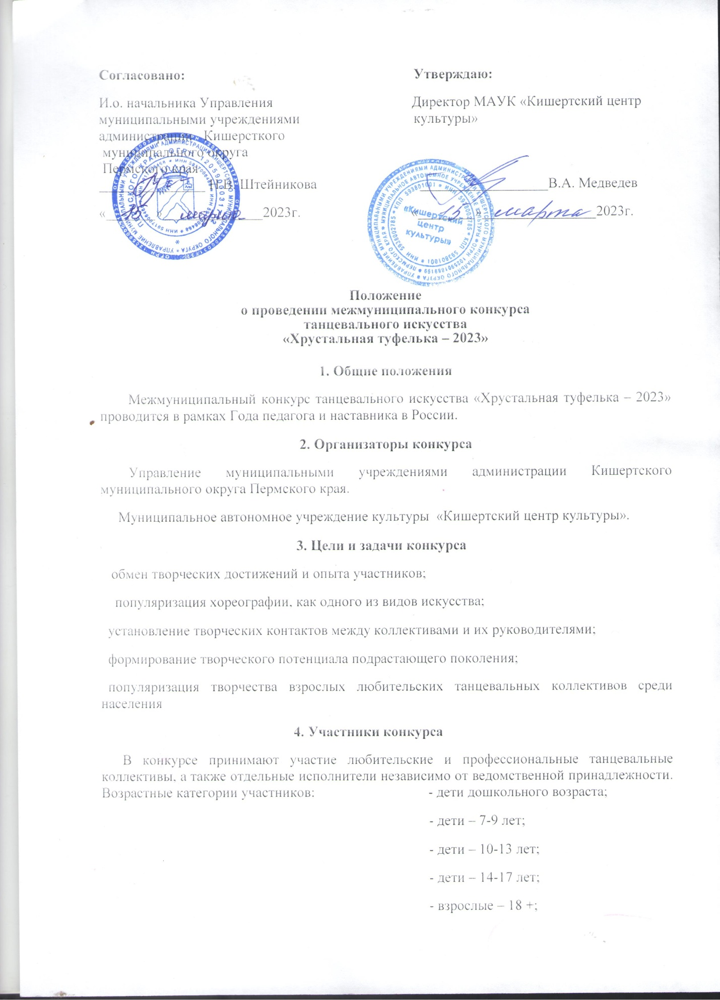 Согласовано:
И.о. начальника Управления
муниципальными учреждениями
администрации Кишерсткого
муниципального округа
Пермского края
Н.В. Штейникова
« 15 » марта 2023г.
Утверждаю:
Директор МАУК «Кишертский центр
культуры»
В.А. Медведев
« 15 » марта 2023г.
«Кишертский
центр
культуры»
Положение
о проведении межмуниципального конкурса
танцевального искусства
«Хрустальная туфелька – 2023»
1. Общие положения
Межмуниципальный конкурс танцевального искусства «Хрустальная туфелька – 2023»
проводится в рамках Года педагога и наставника в России.
2. Организаторы конкурса
Управление муниципальными учреждениями администрации Кишертского
муниципального округа Пермского края.
Муниципальное автономное учреждение культуры «Кишертский центр культуры».
3. Цели и задачи конкурса
обмен творческих достижений и опыта участников;
популяризация хореографии, как одного из видов искусства;
установление творческих контактов между коллективами и их руководителями;
формирование творческого потенциала подрастающего поколения;
популяризация творчества взрослых любительских танцевальных коллективов среди
населения
4. Участники конкурса
В конкурсе принимают участие любительские и профессиональные танцевальные
коллективы, а также отдельные исполнители независимо от ведомственной принадлежности.
Возрастные категории участников: - дети дошкольного возраста;
- дети – 7-9 лет;
- дети – 10-13 лет;
- дети – 14-17 лет;
- взрослые – 18 +;